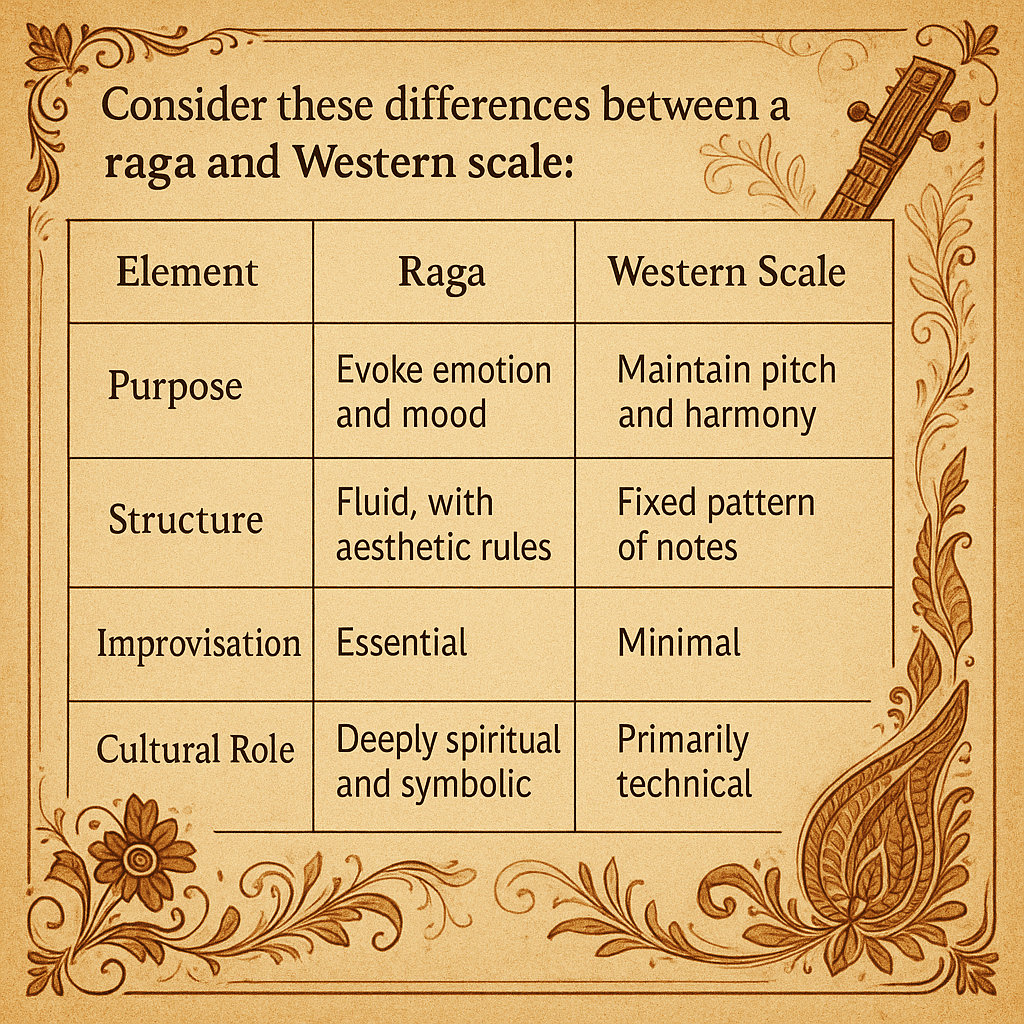 Consider these differences between a
raga and Western scale:
Element Raga Western Scale
Purpose
Evoke emotion
and mood
Maintain pitch
and harmony
Structure
Fluid, with
aesthetic rules
Fixed pattern
of notes
Improvisation Essential Minimal
Cultural Role
Deeply spiritual
and symbolic
Primarily
technical